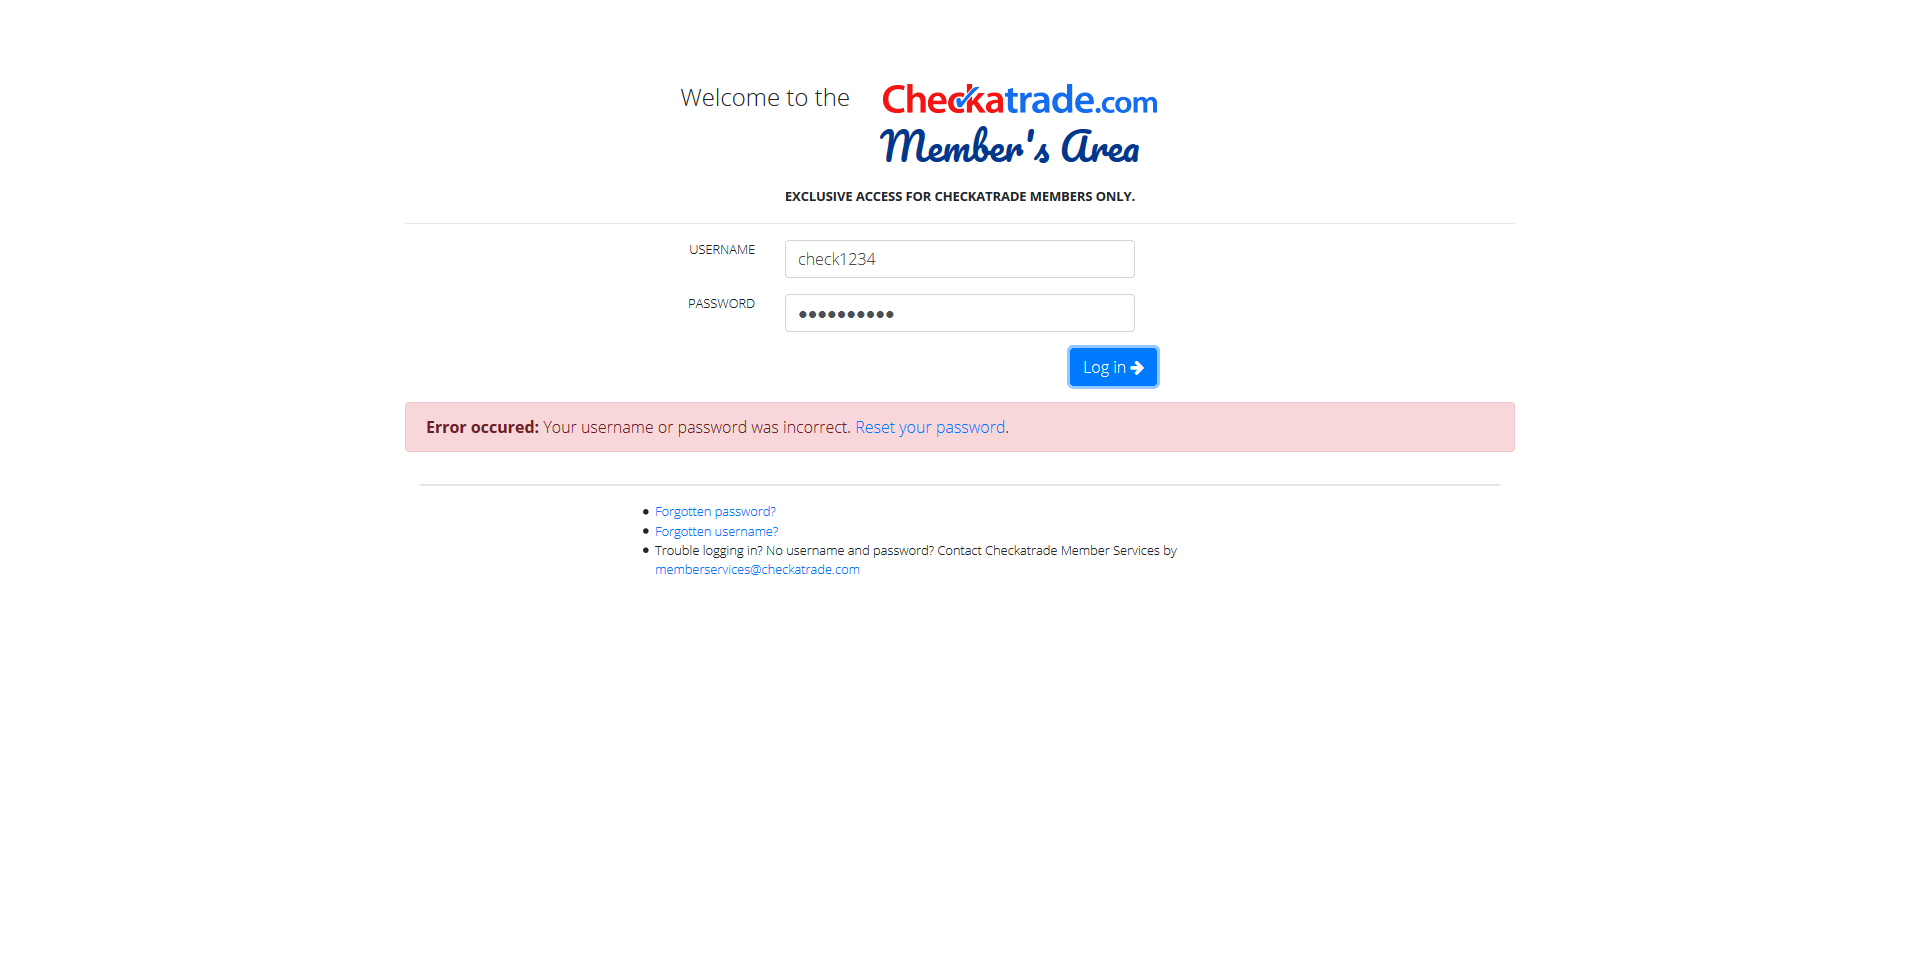 Welcome to the Checkatrade.com
Member's Area
EXCLUSIVE ACCESS FOR CHECKATRADE MEMBERS ONLY.
USERNAME check1234
PASSWORD ●●●●●●●●●●
Log in ➔
Error occured: Your username or password was incorrect. Reset your password.
● Forgotten password?
● Forgotten username?
● Trouble logging in? No username and password? Contact Checkatrade Member Services by
memberservices@checkatrade.com